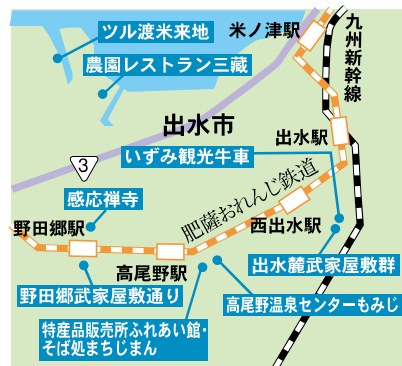 ツル渡米来地
米ノ津駅
九州新幹線
農園レストラン三蔵
出水市
出水駅
いずみ観光牛車
3
感応禅寺
肥薩おれんじ鉄道
西出水駅
野田郷駅
高尾野駅
出水麓武家屋敷群
野田郷武家屋敷通り
高尾野温泉センターもみじ
特産品販売所ふれあい館・
そば処まちじまん